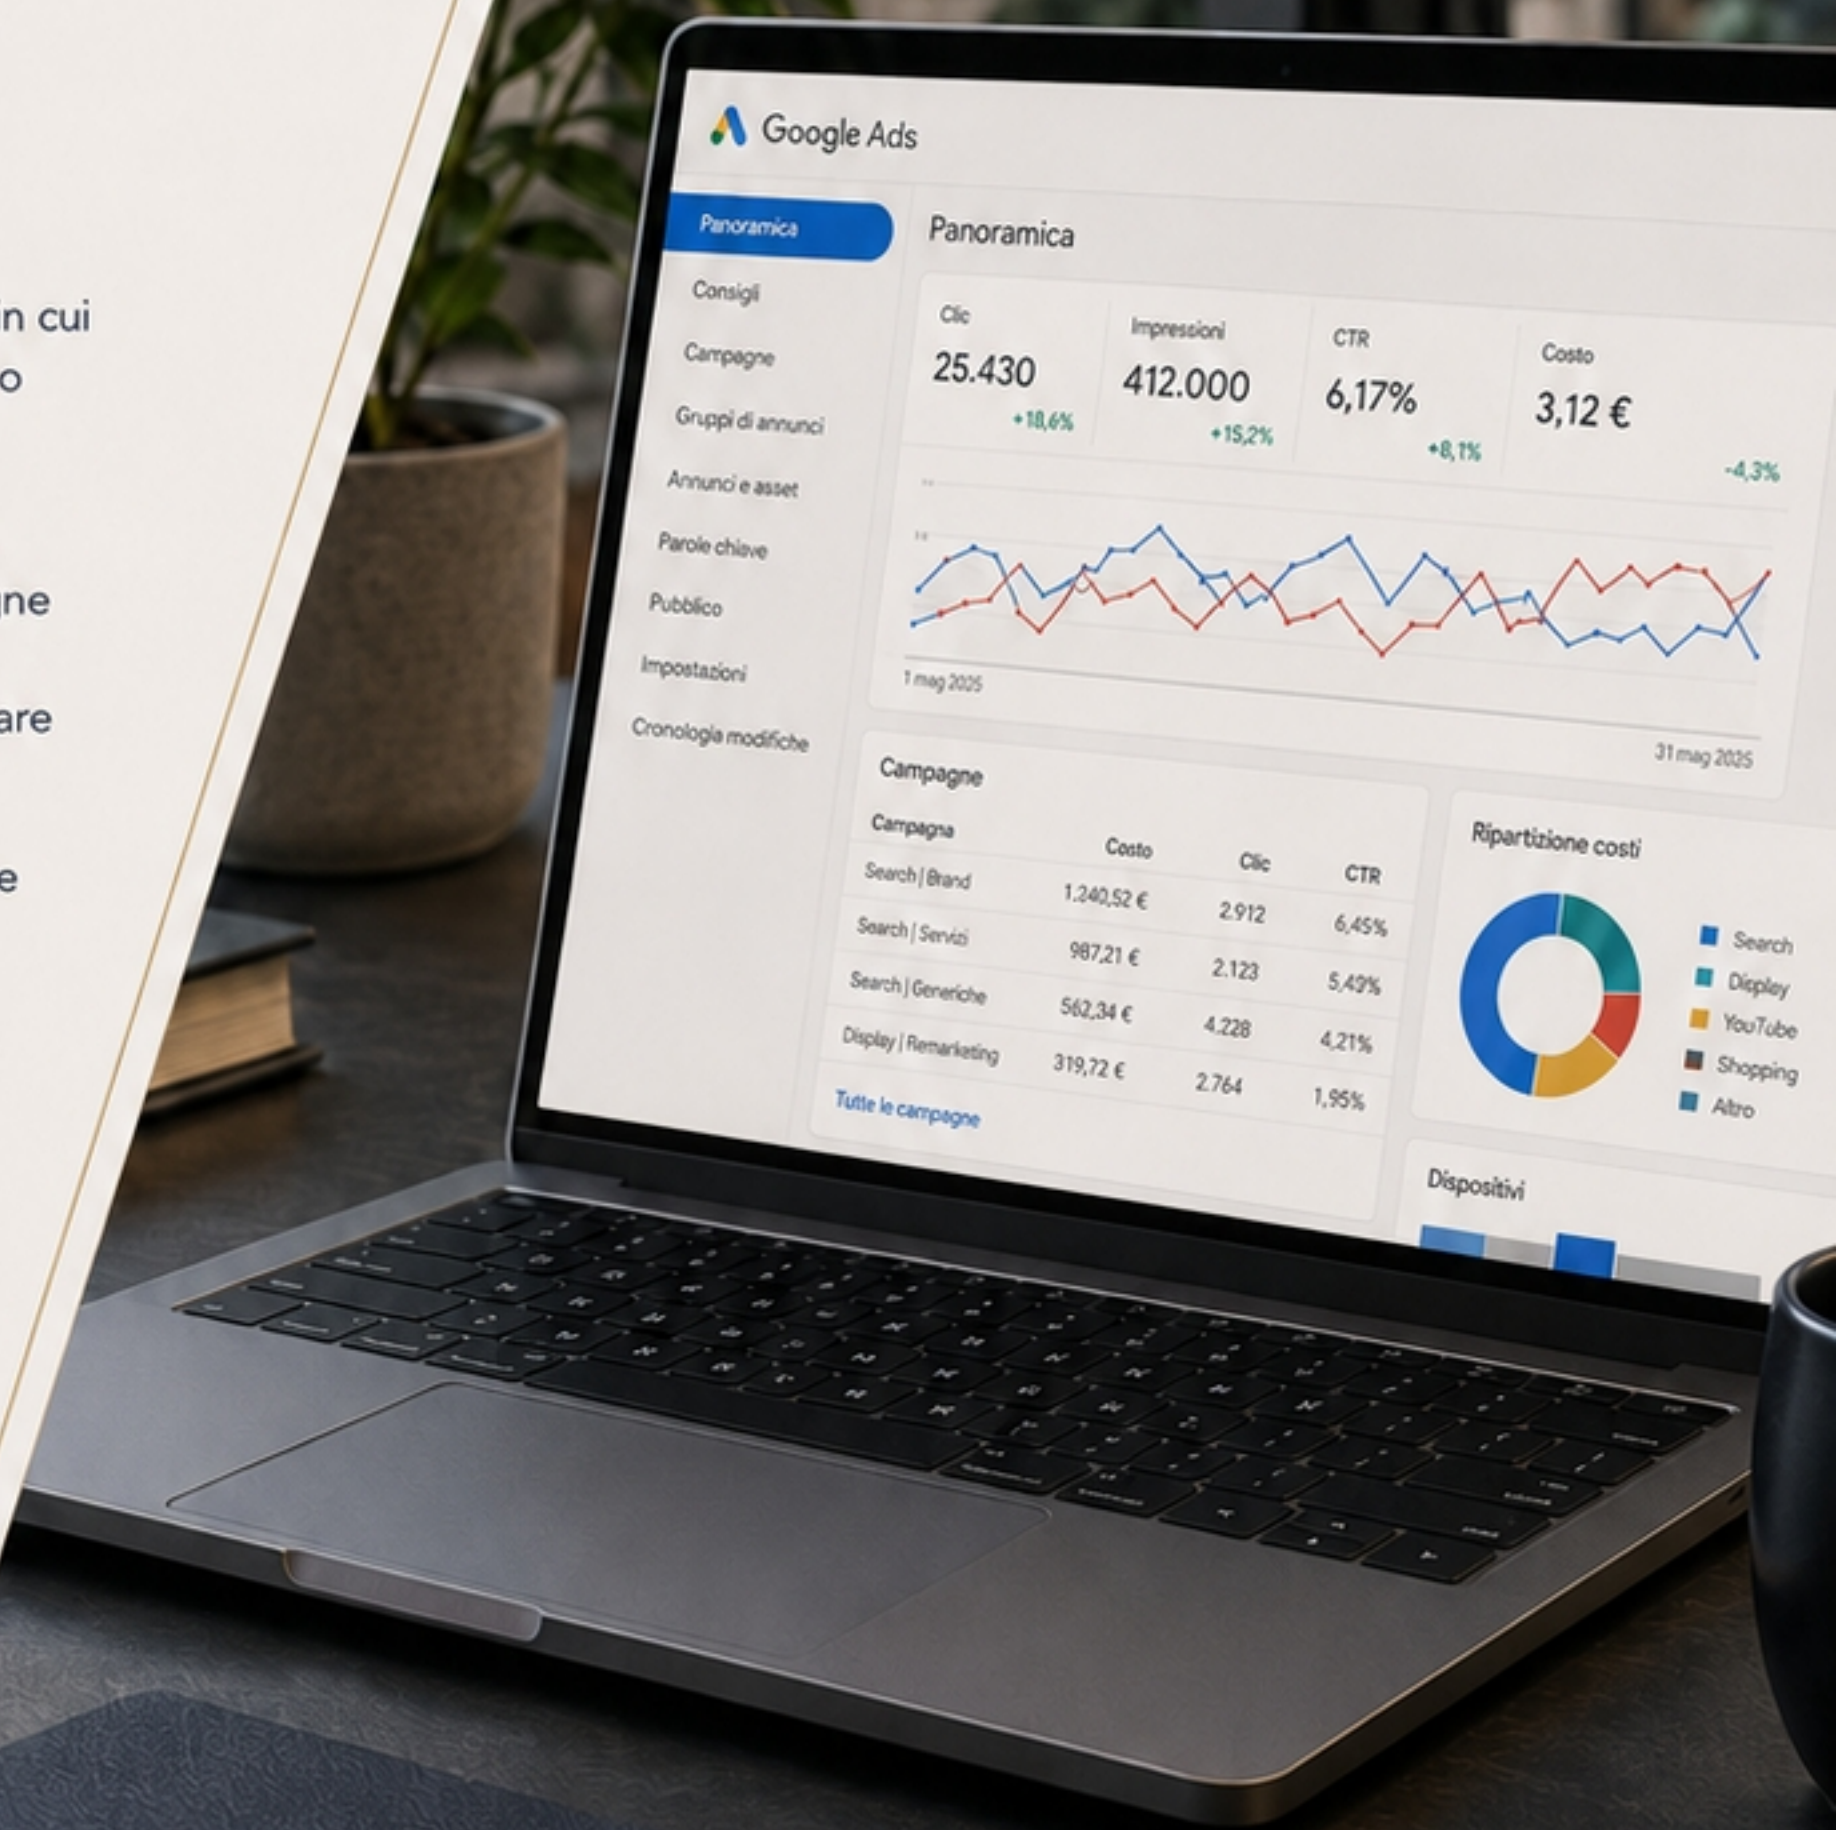 in cui
o
gne
are
e
Google Ads
Panoramica
Consigli
Campagne
Gruppi di annunci
Annunci e asset
Parole chiave
Pubblico
Impostazioni
Cronologia modifiche
Panoramica
Clic
25.430
+18,6%
Impressioni
412.000
+15,2%
CTR
6,17%
+8,1%
Costo
3,12 €
-4,3%
1 mag 2025
31 mag 2025
Campagne
Campagna Costo Clic CTR
Search | Brand 1.240,52 € 2.912 6,45%
Search | Servizi 987,21 € 2.123 5,49%
Search | Generiche 562,34 € 4.228 4,21%
Display | Remarketing 319,72 € 2.764 1,95%
Tutte le campagne
Ripartizione costi
Search
Display
YouTube
Shopping
Altro
Dispositivi